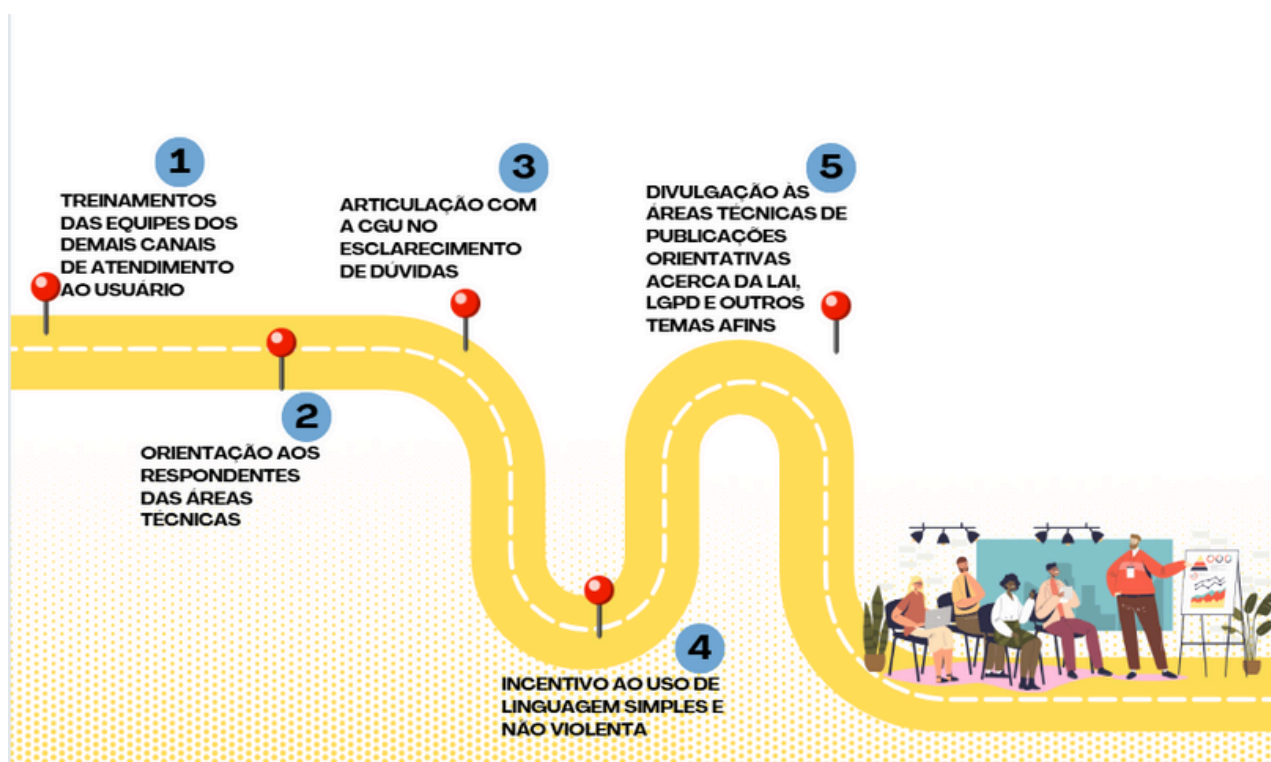 1
TREINAMENTOS
DAS EQUIPES DOS
DEMAIS CANAIS
DE ATENDIMENTO
AO USUÁRIO
2
ORIENTAÇÃO AOS
RESPONDENTES
DAS ÁREAS
TÉCNICAS
3
ARTICULAÇÃO COM
A CGU NO
ESCLARECIMENTO
DE DÚVIDAS
4
INCENTIVO AO USO DE
LINGUAGEM SIMPLES E
NÃO VIOLENTA
5
DIVULGAÇÃO ÀS
ÁREAS TÉCNICAS DE
PUBLICAÇÕES
ORIENTATIVAS
ACERCA DA LAI,
LGPD E OUTROS
TEMAS AFINS